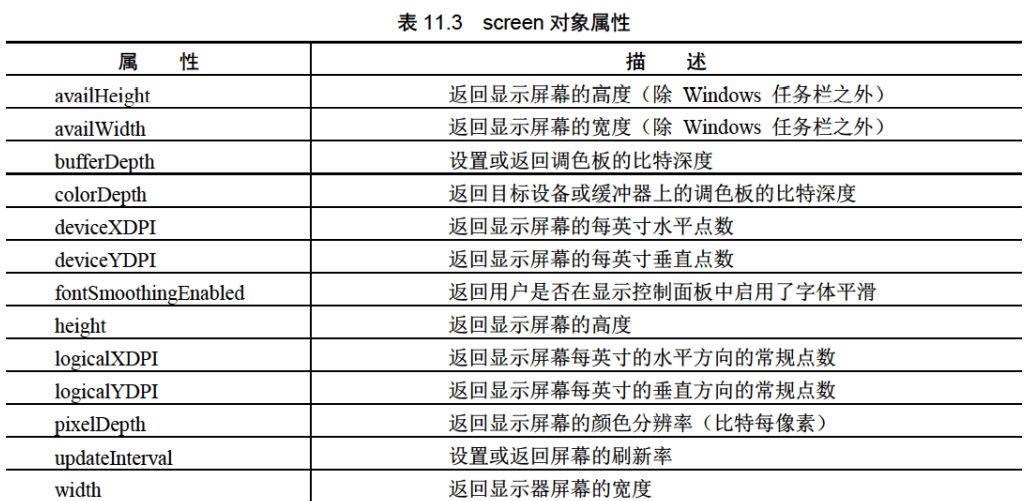 表 11.3 screen 对象属性
属 性 描 述
availHeight 返回显示屏幕的高度（除 Windows 任务栏之外）
availWidth 返回显示屏幕的宽度（除 Windows 任务栏之外）
bufferDepth 设置或返回调色板的比特深度
colorDepth 返回目标设备或缓冲器上的调色板的比特深度
deviceXDPI 返回显示屏幕的每英寸水平点数
deviceYDPI 返回显示屏幕的每英寸垂直点数
fontSmoothingEnabled 返回用户是否在显示控制面板中启用了字体平滑
height 返回显示屏幕的高度
logicalXDPI 返回显示屏幕每英寸的水平方向的常规点数
logicalYDPI 返回显示屏幕每英寸的垂直方向的常规点数
pixelDepth 返回显示屏幕的颜色分辨率（比特每像素）
updateInterval 设置或返回屏幕的刷新率
width 返回显示器屏幕的宽度